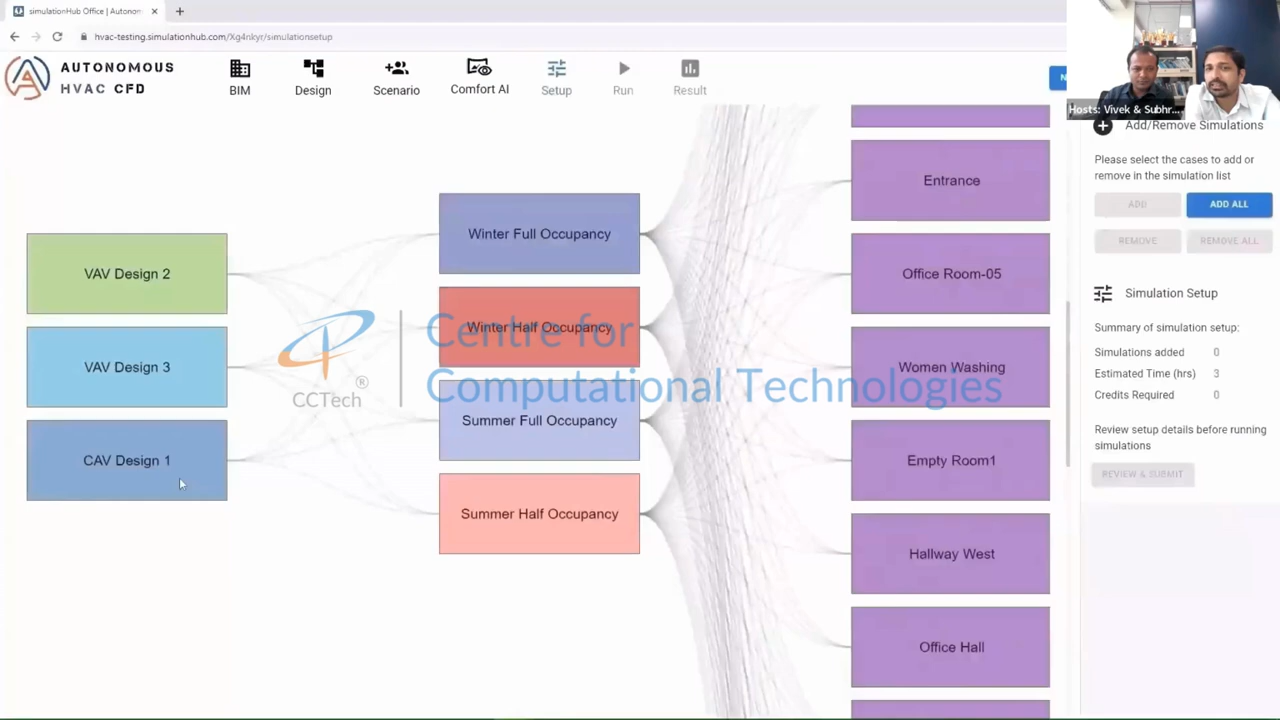 simulationHub Office | Autonom
hvac-testing.simulationhub.com/Xg4nkyr/simulationsetup
AUTONOMOUS
HVAC CFD
BIM
Design
Scenario
Comfort AI
Setup
Run
Result
N
Hosts: Vivek & Subhr...
Add/Remove Simulations
Please select the cases to add or
remove in the simulation list
ADD
ADD ALL
REMOVE
REMOVE ALL
Simulation Setup
Summary of simulation setup:
Simulations added 0
Estimated Time (hrs) 3
Credits Required 0
Review setup details before running
simulations
REVIEW & SUBMIT
VAV Design 2
VAV Design 3
CAV Design 1
Winter Full Occupancy
Winter Half Occupancy
Summer Full Occupancy
Summer Half Occupancy
Entrance
Office Room-05
Women Washing
Empty Room1
Hallway West
Office Hall
CCTech®
Centre for
Computational Technologies